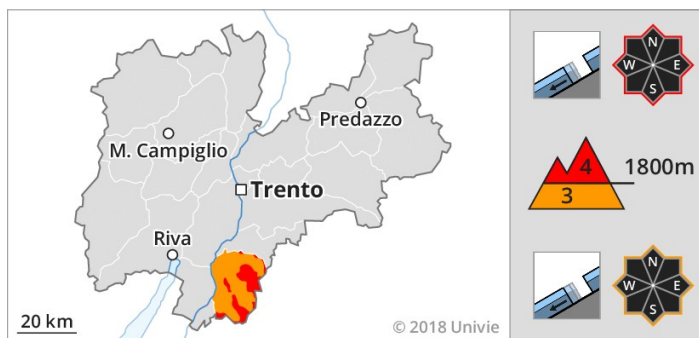 Predazzo
M. Campiglio
Trento
Riva
20 km
© 2018 Univie
N
W E
S
4 1800m
3
N
W E
S